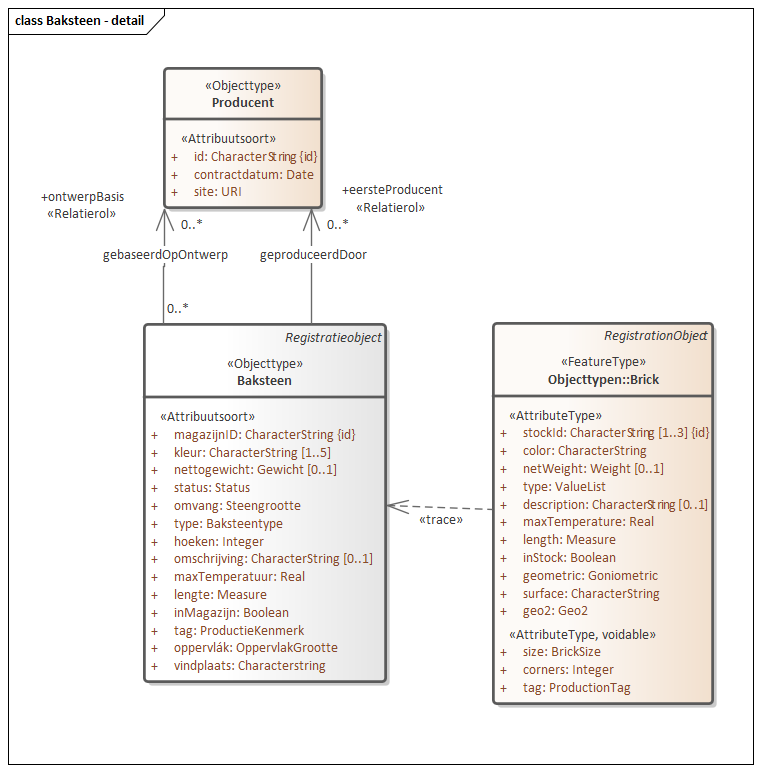 class Baksteen - detail
«Objecttype»
Producent
«Attribuutsoort»
+ id: CharacterString {id}
+ contractdatum: Date
+ site: URI
+ontwerpBasis
«Relatierol»
0..*
+eersteProducent
«Relatierol»
0..*
gebaseerdOpOntwerp
geproduceerdDoor
0..*
Registratieobject
«Objecttype»
Baksteen
«Attribuutsoort»
+ magazijnID: CharacterString {id}
+ kleur: CharacterString [1..5]
+ nettogewicht: Gewicht [0..1]
+ status: Status
+ omvang: Steengrootte
+ type: Baksteentype
+ hoeken: Integer
+ omschrijving: CharacterString [0..1]
+ maxTemperatuur: Real
+ lengte: Measure
+ inMagazijn: Boolean
+ tag: ProductieKenmerk
+ oppervlák: OppervlakGrootte
+ vindplaats: Characterstring
«trace»
RegistrationObject
«FeatureType»
Objecttypen::Brick
«AttributeType»
+ stockId: CharacterString [1..3] {id}
+ color: CharacterString
+ netWeight: Weight [0..1]
+ type: ValueList
+ description: CharacterString [0..1]
+ maxTemperature: Real
+ length: Measure
+ inStock: Boolean
+ geometric: Goniometric
+ surface: CharacterString
+ geo2: Geo2
«AttributeType, voidable»
+ size: BrickSize
+ corners: Integer
+ tag: ProductionTag